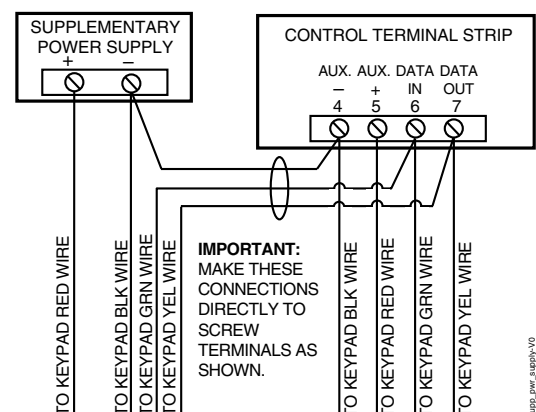 SUPPLEMENTARY
POWER SUPPLY
+ –
CONTROL TERMINAL STRIP
AUX. AUX. DATA DATA
– + IN OUT
4 5 6 7
IMPORTANT:
MAKE THESE
CONNECTIONS
DIRECTLY TO
SCREW
TERMINALS AS
SHOWN.
TO KEYPAD RED WIRE
TO KEYPAD BLK WIRE
TO KEYPAD GRN WIRE
TO KEYPAD YEL WIRE
TO KEYPAD BLK WIRE
TO KEYPAD RED WIRE
TO KEYPAD GRN WIRE
TO KEYPAD YEL WIRE
supp_pwr_supply-V0